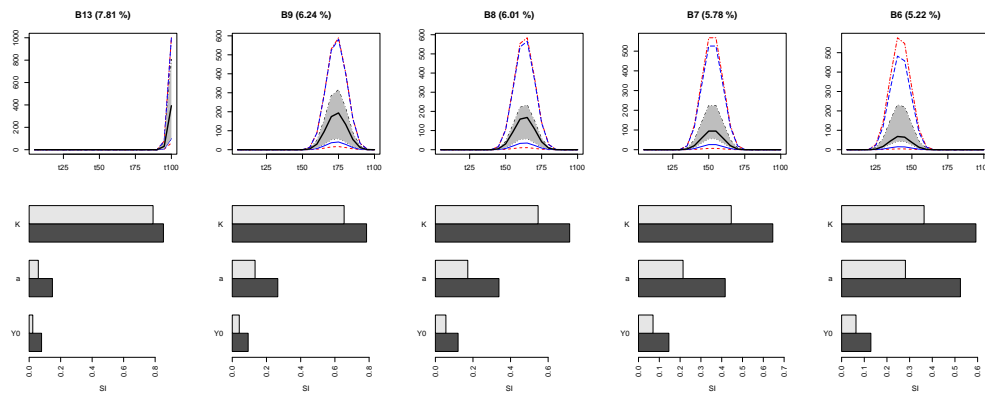 B13 (7.81 %)
B9 (6.24 %)
B8 (6.01 %)
B7 (5.78 %)
B6 (5.22 %)
0 200 400 600 800 1000
0 100 200 300 400 500 600
0 100 200 300 400 500 600
0 100 200 300 400 500
0 100 200 300 400 500
t25 t50 t75 t100
t25 t50 t75 t100
t25 t50 t75 t100
t25 t50 t75 t100
t25 t50 t75 t100
K
a
Y0
K
a
Y0
K
a
Y0
K
a
Y0
K
a
Y0
0.0 0.2 0.4 0.6 0.8
0.0 0.2 0.4 0.6 0.8
0.0 0.2 0.4 0.6
0.0 0.1 0.2 0.3 0.4 0.5 0.6 0.7
0.0 0.1 0.2 0.3 0.4 0.5 0.6
SI
SI
SI
SI
SI